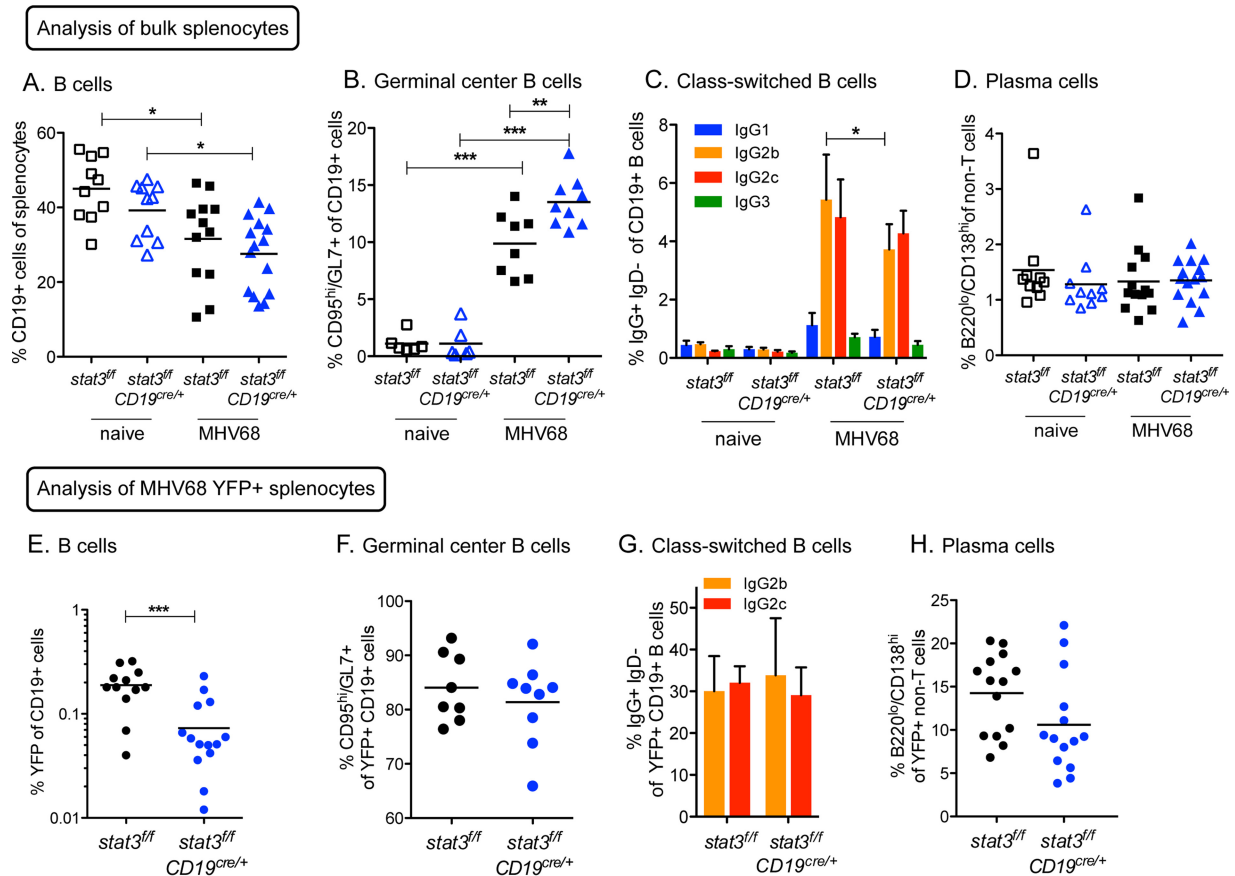 Analysis of bulk splenocytes
A. B cells
B. Germinal center B cells
C. Class-switched B cells
D. Plasma cells
% CD19+ cells of splenocytes
60
40
20
0
*
*
stat3f/f
stat3f/f
CD19cre/+
stat3f/f
stat3f/f
CD19cre/+
naive
MHV68
% CD95hi/GL7+ of CD19+ cells
20
15
10
5
0
**
***
***
stat3f/f
stat3f/f
CD19cre/+
stat3f/f
stat3f/f
CD19cre/+
naive
MHV68
% IgG+ IgD- of CD19+ B cells
8
6
4
2
0
IgG1
IgG2b
IgG2c
IgG3
*
stat3f/f
stat3f/f
CD19cre/+
stat3f/f
stat3f/f
CD19cre/+
naive
MHV68
% B220lo/CD138hi of non-T cells
4
3
2
1
0
stat3f/f
stat3f/f
CD19cre/+
stat3f/f
stat3f/f
CD19cre/+
naive
MHV68
Analysis of MHV68 YFP+ splenocytes
E. B cells
F. Germinal center B cells
G. Class-switched B cells
H. Plasma cells
% YFP of CD19+ cells
1
0.1
0.01
***
stat3f/f
stat3f/f
CD19cre/+
% CD95hi/GL7+
of YFP+ CD19+ cells
100
90
80
70
60
stat3f/f
stat3f/f
CD19cre/+
% IgG+ IgD-
of YFP+ CD19+ B cells
50
40
30
20
10
0
IgG2b
IgG2c
stat3f/f
stat3f/f
CD19cre/+
% B220lo/CD138hi
of YFP+ non-T cells
25
20
15
10
5
0
stat3f/f
stat3f/f
CD19cre/+